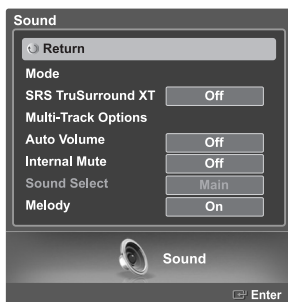 Sound
Return
Mode
SRS TruSurround XT Off
Multi-Track Options
Auto Volume Off
Internal Mute Off
Sound Select Main
Melody On
Sound
Enter